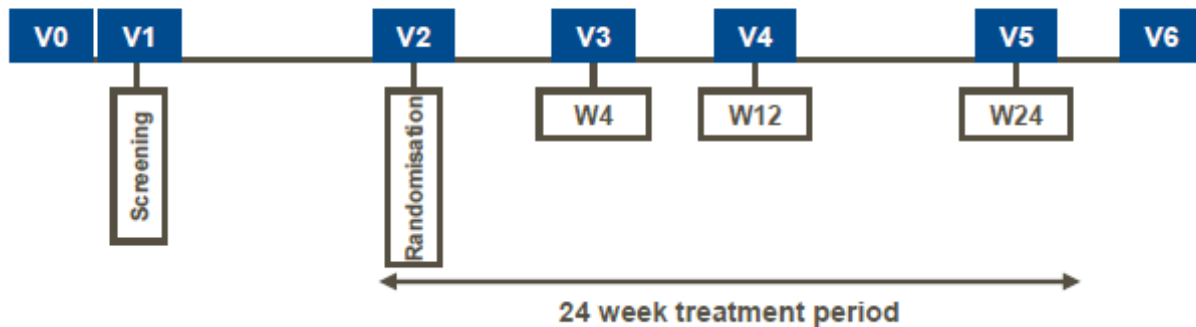 V0 V1 V2 V3 V4 V5 V6
Screening
Randomisation
W4 W12 W24
24 week treatment period